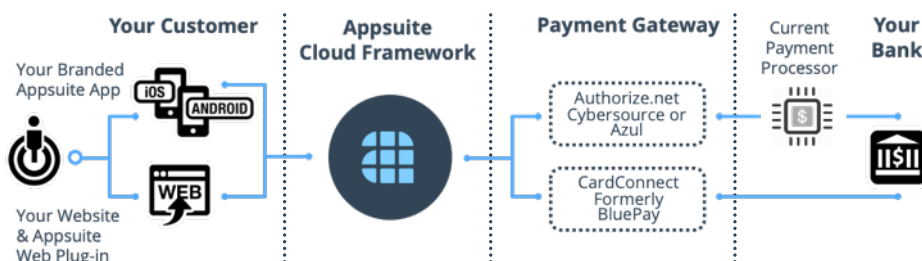 Your Customer
Appsuite
Cloud Framework
Payment Gateway
Current
Payment
Processor
Your
Bank
Your Branded
Appsuite App
iOS
ANDROID
WEB
Your Website
& Appsuite
Web Plug-in
Authorize.net
Cybersource or
Azul
CardConnect
Formerly
BluePay
$
$